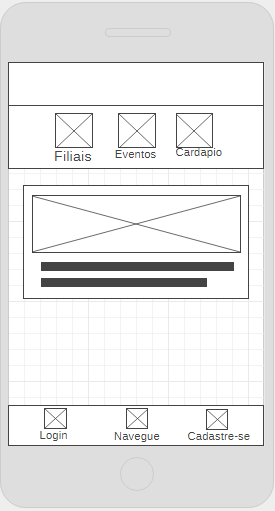 Filiais
Eventos
Cardapio
Login
Navegue
Cadastre-se